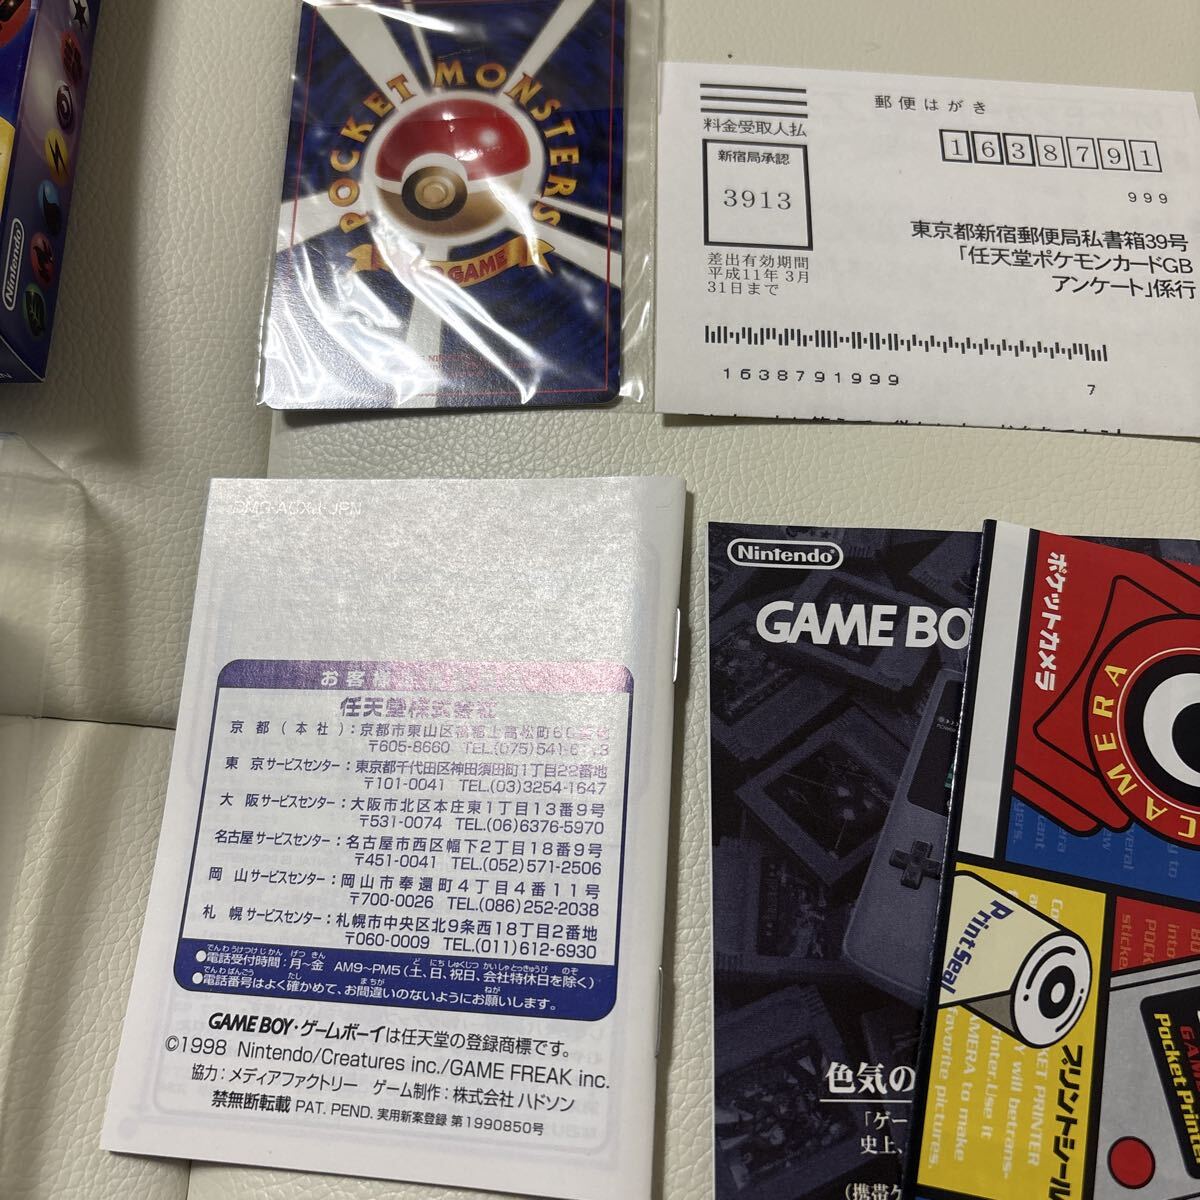 Nintendo
POCKET MONSTERS
GAME
郵便はがき
料金受取人払
新宿局承認
3913
差出有効期間
平成11年3月
31日まで
1638791
999
東京都新宿郵便局私書箱39号
「任天堂ポケモンカードGB
アンケート」係行
1638791999
7
任天堂株式会社
京都(本社):京都市東山区福稲上高松町60番地
〒605-8660 TEL.(075)541-6113
東京サービスセンター:東京都千代田区神田須田町1丁目22番地
〒101-0041 TEL.(03)3254-1647
大阪サービスセンター:大阪市北区本庄東1丁目13番9号
〒531-0074 TEL.(06)6376-5970
名古屋サービスセンター:名古屋市西区幅下2丁目18番9号
〒451-0041 TEL.(052)571-2506
岡山サービスセンター:岡山市奉還町4丁目4番11号
〒700-0026 TEL.(086)252-2038
札幌サービスセンター:札幌市中央区北9条西18丁目2番地
〒060-0009 TEL.(011)612-6930
●電話受付時間:月～金 AM9～PM5(土、日、祝日、会社特休日を除く)
●電話番号はよく確かめて、お間違いのないようにお願いします。
GAME BOY・ゲームボーイは任天堂の登録商標です。
©1998 Nintendo/Creatures inc./GAME FREAK inc.
協力:メディアファクトリー ゲーム制作:株式会社 ハドソン
禁無断転載 PAT. PEND. 実用新案登録 第1990850号
Nintendo
GAME BO
色気の
「ゲー
史上、
(携帯ゲ
ポケットカメラ
CAMERA
PrintSeal
プリントシール
PocketPrinter